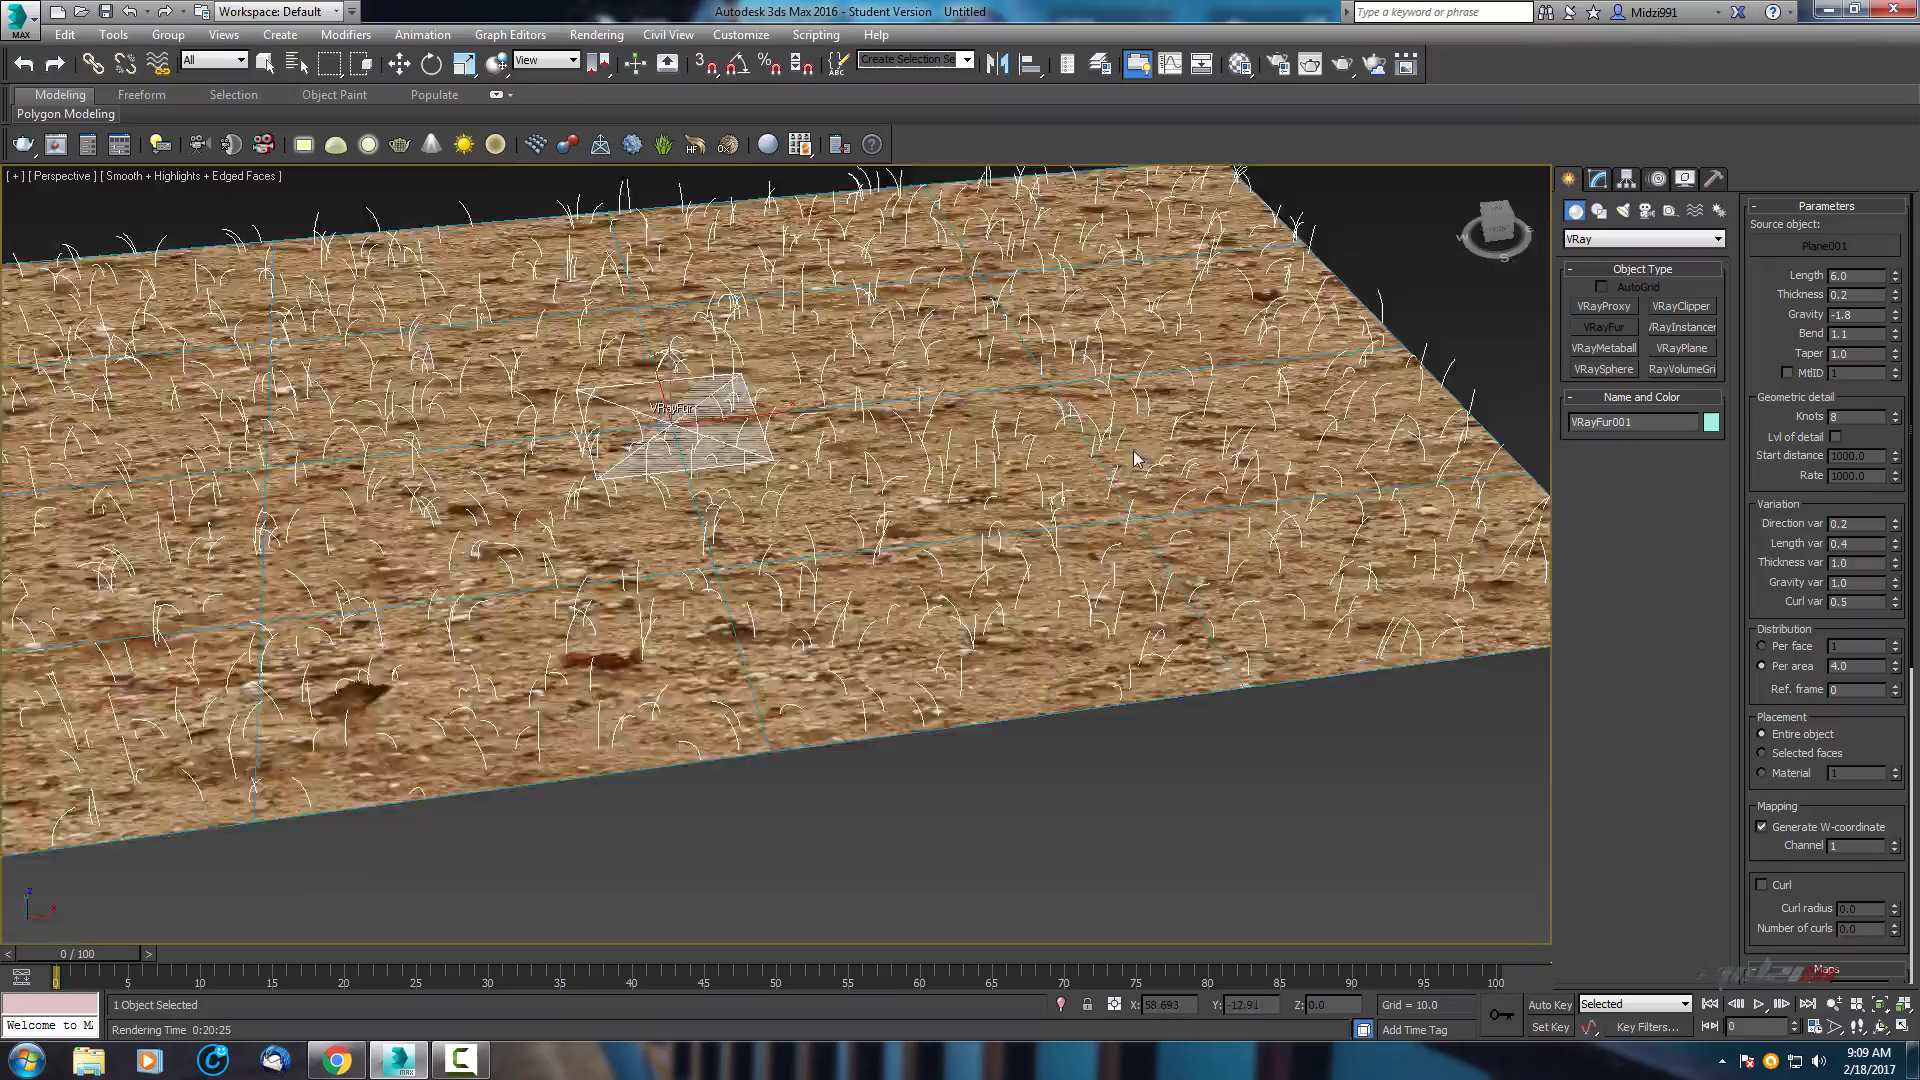 Workspace: Default
Autodesk 3ds Max 2016 - Student Version    Untitled
Type a keyword or phrase
Midzi991
MAX
Edit Tools Group Views Create Modifiers Animation Graph Editors Rendering Civil View Customize Scripting Help
All
View
3
ABC
Create Selection Se
Modeling Freeform Selection Object Paint Populate
Polygon Modeling
HF
[ + ] [ Perspective ] [ Smooth + Highlights + Edged Faces ]
VRayFur
S
VRay
Object Type
AutoGrid
VRayProxy VRayClipper
VRayFur /RayInstancer
VRayMetaball VRayPlane
VRaySphere RayVolumeGri
Name and Color
VRayFur001
Parameters
Source object:
Plane001
Length 6.0
Thickness 0.2
Gravity -1.8
Bend 1.1
Taper 1.0
MtlID 1
Geometric detail
Knots 8
Lvl of detail
Start distance 1000.0
Rate 1000.0
Variation
Direction var 0.2
Length var 0.4
Thickness var 1.0
Gravity var 1.0
Curl var 0.5
Distribution
Per face 1
Per area 4.0
Ref. frame 0
Placement
Entire object
Selected faces
Material 1
Mapping
Generate W-coordinate
Channel 1
Curl
Curl radius 0.0
Number of curls 0.0
Maps
z
x
< 0 / 100 >
0 5 10 15 20 25 30 35 40 45 50 55 60 65 70 75 80 85 90 95 100
1 Object Selected
X: 58.693 Y: -12.91 Z: 0.0 Grid = 10.0
Auto Key Selected
Welcome to M
Rendering Time 0:20:25
Add Time Tag
Set Key Key Filters... 0
MAX
9:09 AM
2/18/2017